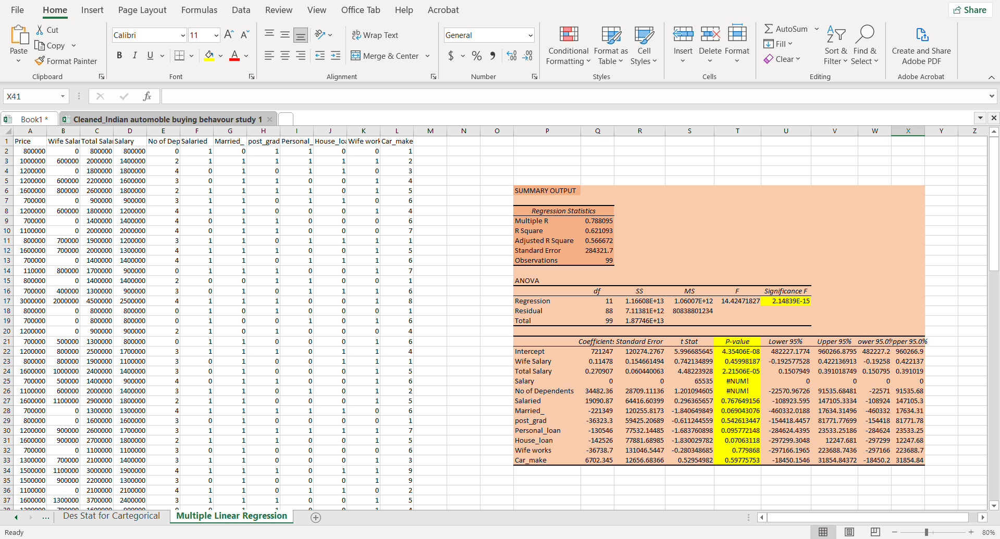 File Home Insert Page Layout Formulas Data Review View Office Tab Help Acrobat Share
Cut
Copy
Format Painter
Paste
Calibri 11
B I U A
Wrap Text
Merge & Center
General
$ % ,
Conditional Formatting
Format as Table
Cell Styles
Insert Delete Format
AutoSum
Fill
Clear
Sort & Filter
Find & Select
Create and Share Adobe PDF
Clipboard Font Alignment Number Styles Cells Editing Adobe Acrobat
X41 fx
Book1 * Cleaned_Indian automoble buying behavour study 1
A B C D E F G H I J K L M N O P Q R S T U V W X Y Z
1 Price Wife Salar Total Salar Salary No of Dep Salaried Married_ post_grad Personal_ House_loa Wife work Car_make
2 800000 0 800000 800000 0 1 0 1 1 0 0 1
3 1000000 600000 2000000 1400000 2 1 1 1 1 1 1 2
4 1200000 0 1800000 1800000 4 0 1 0 1 1 0 3
5 1200000 600000 2200000 1600000 3 0 1 1 0 0 1 4
6 1600000 800000 2600000 1800000 2 1 1 1 1 0 1 5 SUMMARY OUTPUT
7 700000 0 900000 900000 3 1 1 0 1 1 0 6
8 1200000 600000 1800000 1200000 4 1 1 0 0 0 1 4 Regression Statistics
9 700000 0 1400000 1400000 4 0 1 1 0 0 0 6 Multiple R 0.788095
10 1100000 0 2000000 2000000 4 0 1 1 0 0 0 7 R Square 0.621093
11 800000 700000 1900000 1200000 3 1 1 0 1 1 1 1 Adjusted R Square 0.566672
12 1600000 700000 2000000 1300000 4 1 1 1 0 0 1 5 Standard Error 284321.7
13 700000 0 1400000 1400000 4 1 1 0 1 1 1 6 Observations 99
14 110000 800000 1700000 900000 0 1 1 1 0 0 1 7
15 800000 0 1400000 1400000 2 0 0 1 1 0 0 1 ANOVA
16 700000 400000 1300000 900000 3 0 1 0 1 1 1 6 df SS MS F Significance F
17 3000000 2000000 4500000 2500000 4 1 1 1 0 0 1 8 Regression 11 1.16608E+13 1.06007E+12 14.42471827 2.14839E-15
18 800000 0 800000 800000 0 1 0 0 0 0 0 1 Residual 88 7.11381E+12 80838801234
19 700000 0 800000 800000 0 1 0 0 1 0 1 6 Total 99 1.87746E+13
20 1200000 0 900000 900000 2 1 0 1 0 0 0 4
21 700000 500000 1300000 800000 0 1 1 0 0 0 1 6 Coefficients Standard Error t Stat P-value Lower 95% Upper 95% ower 95.0% pper 95.0%
22 1200000 800000 2500000 1700000 3 1 1 1 0 1 1 4 Intercept 721247 120274.2767 5.996685645 4.35406E-08 482227.1774 960266.8795 482227.2 960266.9
23 800000 800000 1900000 1100000 3 0 1 0 0 1 1 1 Wife Salary 0.11478 0.154661494 0.742134899 0.45998187 -0.192577528 0.422136913 -0.19258 0.422137
24 1600000 1000000 2400000 1400000 3 0 1 0 0 0 1 5 Total Salary 0.270907 0.060440063 4.48223928 2.21506E-05 0.1507949 0.391018749 0.150795 0.391019
25 700000 500000 1400000 900000 4 0 1 1 0 0 1 6 Salary 0 0 65535 #NUM! 0 0 0 0
26 1100000 600000 2000000 1400000 3 1 1 0 1 0 1 2 No of Dependents 34482.36 28709.11136 1.201094605 #NUM! -22570.96726 91535.68481 -22571 91535.68
27 1600000 1100000 2900000 1800000 2 1 1 0 0 0 1 5 Salaried 19090.87 64416.60399 0.296365657 0.767649156 -108923.595 147105.3334 -108924 147105.3
28 700000 0 1300000 1300000 4 1 1 1 1 1 0 6 Married_ -221349 120255.8173 -1.840649849 0.069043076 -460332.0188 17634.31496 -460332 17634.31
29 800000 0 1600000 1600000 3 0 1 0 0 0 0 1 post_grad -36323.3 59425.20689 -0.611244559 0.542613447 -154418.4457 81771.77699 -154418 81771.78
30 1200000 900000 2600000 1700000 3 1 1 1 1 1 1 7 Personal_loan -130546 77532.14485 -1.683760898 0.095772148 -284624.4395 23533.25186 -284624 23533.25
31 1600000 900000 2700000 1800000 2 1 1 1 0 0 1 5 House_loan -142526 77881.68985 -1.830029782 0.07063118 -297299.3048 12247.681 -297299 12247.68
32 700000 0 1100000 1100000 3 0 1 0 0 0 0 6 Wife works -36738.7 131046.5447 -0.280348685 0.779868 -297166.1965 223688.7436 -297166 223688.7
33 1300000 700000 2100000 1400000 3 1 1 0 0 0 1 3 Car_make 6702.345 12656.68366 0.52954982 0.59775753 -18450.1546 31854.84372 -18450.2 31854.84
34 1500000 1100000 3000000 1900000 4 1 1 1 0 1 1 9
35 1500000 900000 2200000 1300000 3 0 1 0 0 0 1 9
36 1100000 0 2100000 2100000 4 1 1 0 1 1 0 2
37 1600000 1300000 3700000 2400000 3 1 1 1 0 0 1 5
... Des Stat for Cartegorical Multiple Linear Regression
Ready 80%